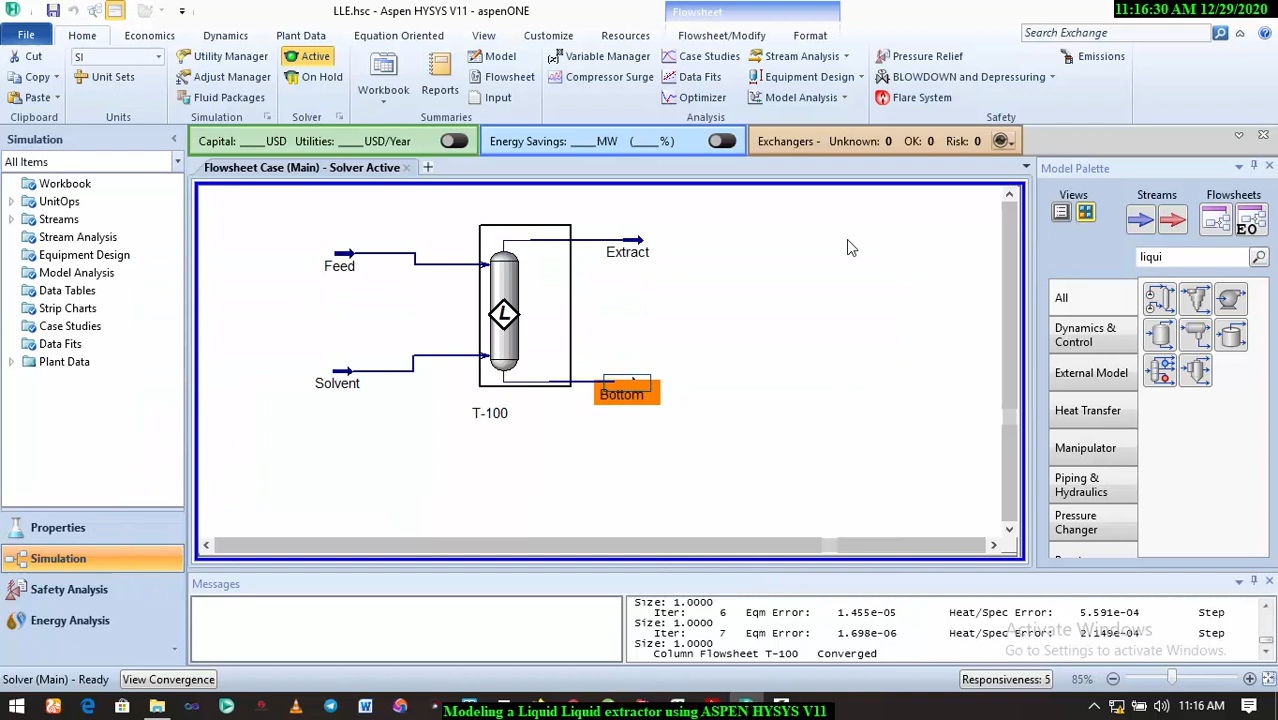 LLE.hsc - Aspen HYSYS V11 - aspenONE
Flowsheet
11:16:30 AM 12/29/2020
File
Home
Economics
Dynamics
Plant Data
Equation Oriented
View
Customize
Resources
Flowsheet/Modify
Format
Search Exchange
Cut
SI
Utility Manager
Active
Model
Variable Manager
Case Studies
Stream Analysis
Pressure Relief
Emissions
Copy
Unit Sets
Adjust Manager
On Hold
Workbook
Reports
Flowsheet
Compressor Surge
Data Fits
Equipment Design
BLOWDOWN and Depressuring
Paste
Fluid Packages
Input
Optimizer
Model Analysis
Flare System
Clipboard
Units
Simulation
Solver
Summaries
Analysis
Safety
Simulation
Capital: ____USD Utilities: ____USD/Year
Energy Savings: ____MW (____%)
Exchangers - Unknown: 0 OK: 0 Risk: 0
All Items
Flowsheet Case (Main) - Solver Active
Model Palette
Workbook
UnitOps
Streams
Stream Analysis
Equipment Design
Model Analysis
Data Tables
Strip Charts
Case Studies
Data Fits
Plant Data
Feed
Extract
Solvent
Bottom
T-100
L
Views
Streams
Flowsheets
EO
liqui
All
Dynamics & Control
External Model
Heat Transfer
Manipulator
Piping & Hydraulics
Pressure Changer
Properties
Simulation
Safety Analysis
Energy Analysis
Messages
Size: 1.0000
Iter: 6 Eqm Error: 1.455e-05 Heat/Spec Error: 5.591e-04 Step
Size: 1.0000
Iter: 7 Eqm Error: 1.698e-06 Heat/Spec Error: 2.149e-04 Step
Size: 1.0000
Column Flowsheet T-100 Converged
Activate Windows
Go to Settings to activate Windows.
Solver (Main) - Ready
View Convergence
Responsiveness: 5
85%
Modeling a Liquid Liquid extractor using ASPEN HYSYS V11
11:16 AM